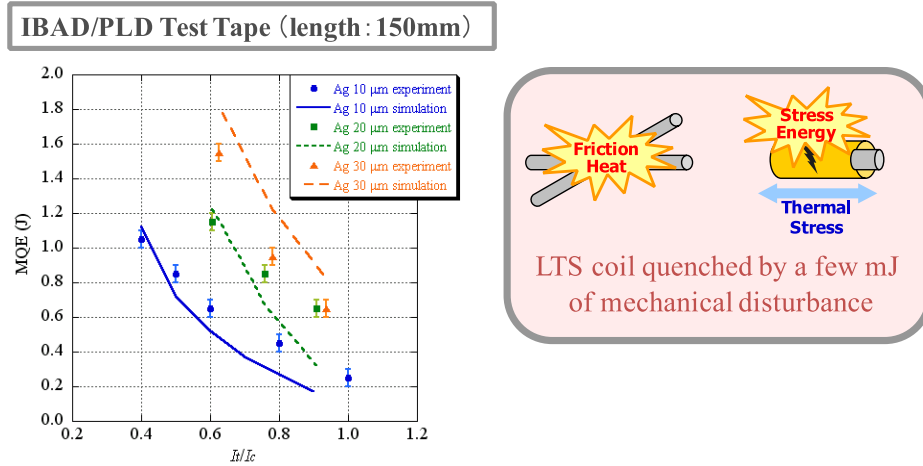 IBAD/PLD Test Tape（length：150mm）
2.0
1.8
1.6
1.4
1.2
1.0
0.8
0.6
0.4
0.2
0.0
MQE (J)
0.2 0.4 0.6 0.8 1.0 1.2
It/Ic
Ag 10 μm experiment
Ag 10 μm simulation
Ag 20 μm experiment
Ag 20 μm simulation
Ag 30 μm experiment
Ag 30 μm simulation
Friction
Heat
Stress
Energy
Thermal
Stress
LTS coil quenched by a few mJ
of mechanical disturbance